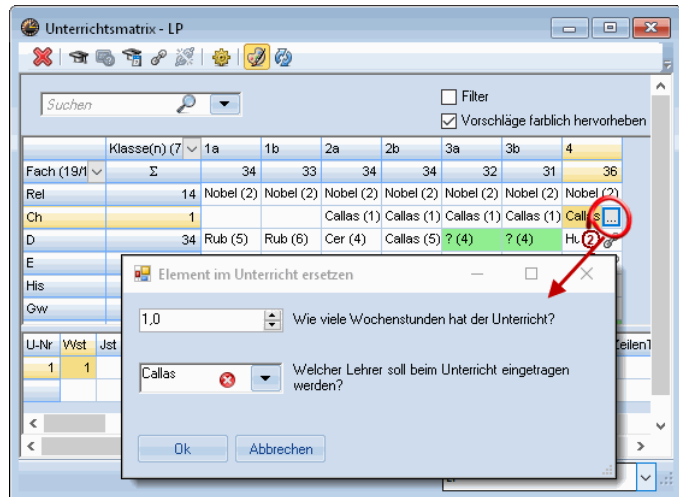 Unterrichtsmatrix - LP
Suchen
Filter
Vorschläge farblich hervorheben
Klasse(n) (7 1a 1b 2a 2b 3a 3b 4
Fach (19/1 Σ 34 33 34 34 32 31 36
Rel 14 Nobel (2) Nobel (2) Nobel (2) Nobel (2) Nobel (2) Nobel (2) Nobel (2)
Ch 1 Callas (1) Callas (1) Callas (1) Callas (1) Callas ...
D 34 Rub (5) Rub (6) Cer (4) Callas (5) ? (4) ? (4) 2
E
Element im Unterricht ersetzen
His
Gw
1,0 Wie viele Wochenstunden hat der Unterricht?
U-Nr Wst Jst
1 1
Callas Welcher Lehrer soll beim Unterricht eingetragen
werden?
Ok Abbrechen